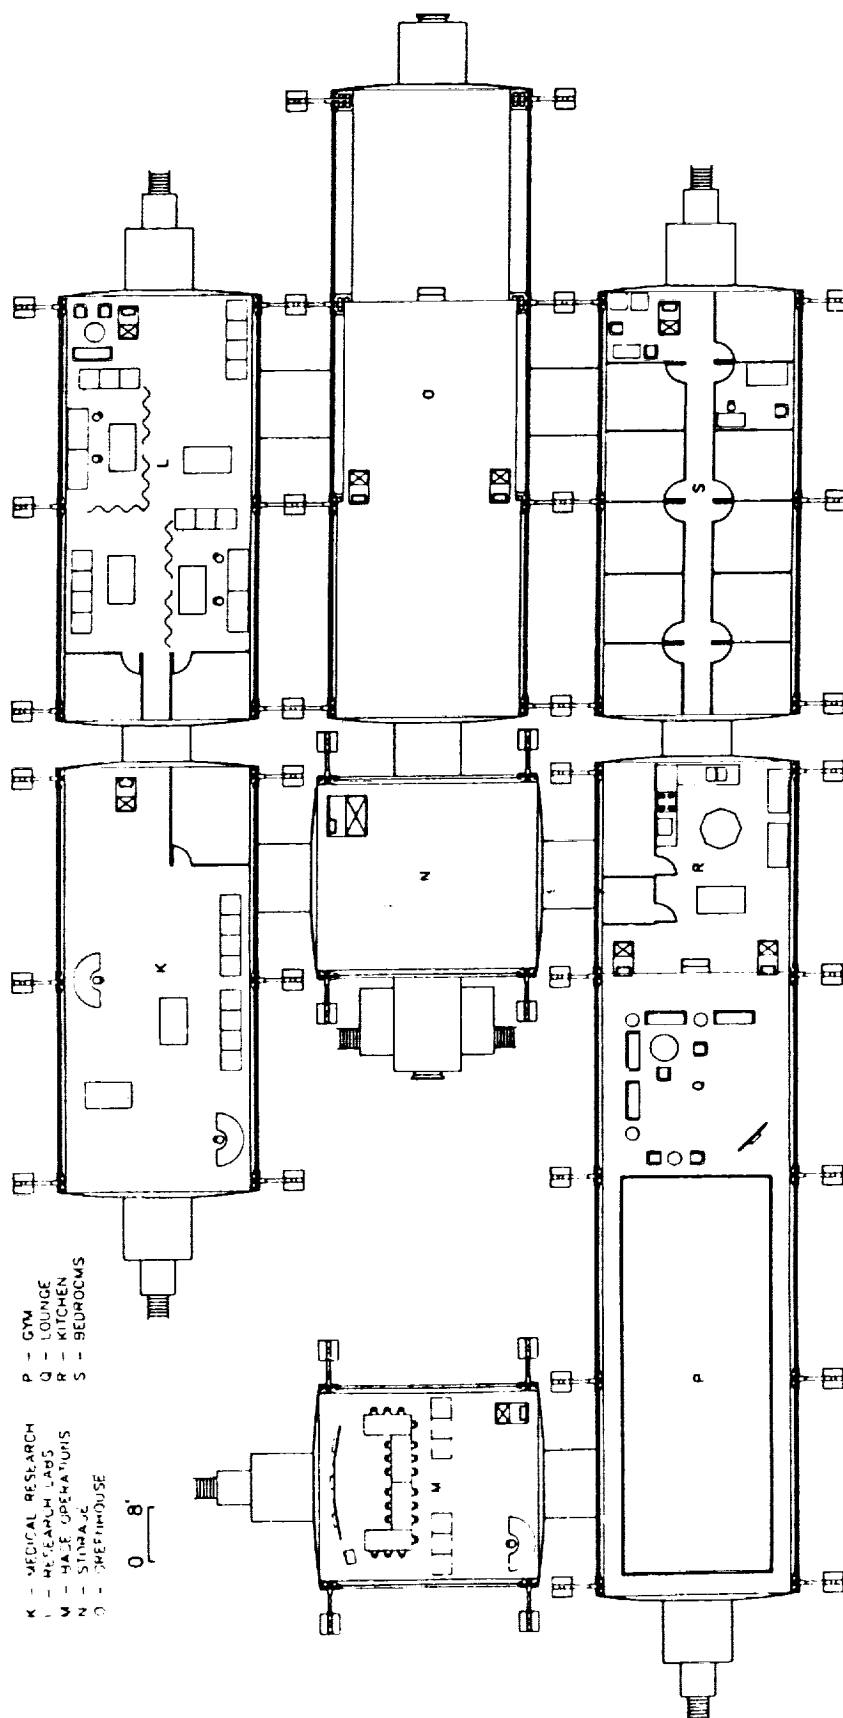 K - MEDICAL RESEARCH
L - RESEARCH LABS
M - BASE OPERATIONS
N - STORAGE
O - GREENHOUSE
P - GYM
Q - LOUNGE
R - KITCHEN
S - BEDROOMS
0 8'
K
L
M
N
O
P
Q
R
S